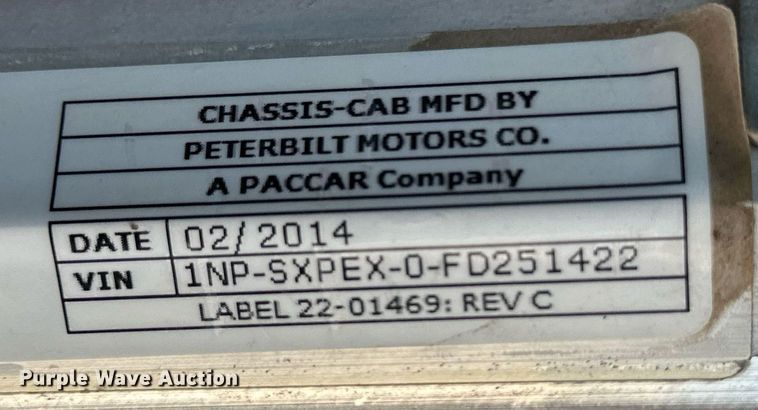 CHASSIS-CAB MFD BY
PETERBILT MOTORS CO.
A PACCAR Company
DATE 02/2014
VIN 1NP-SXPEX-0-FD251422
LABEL 22-01469: REV C
Purple Wave Auction